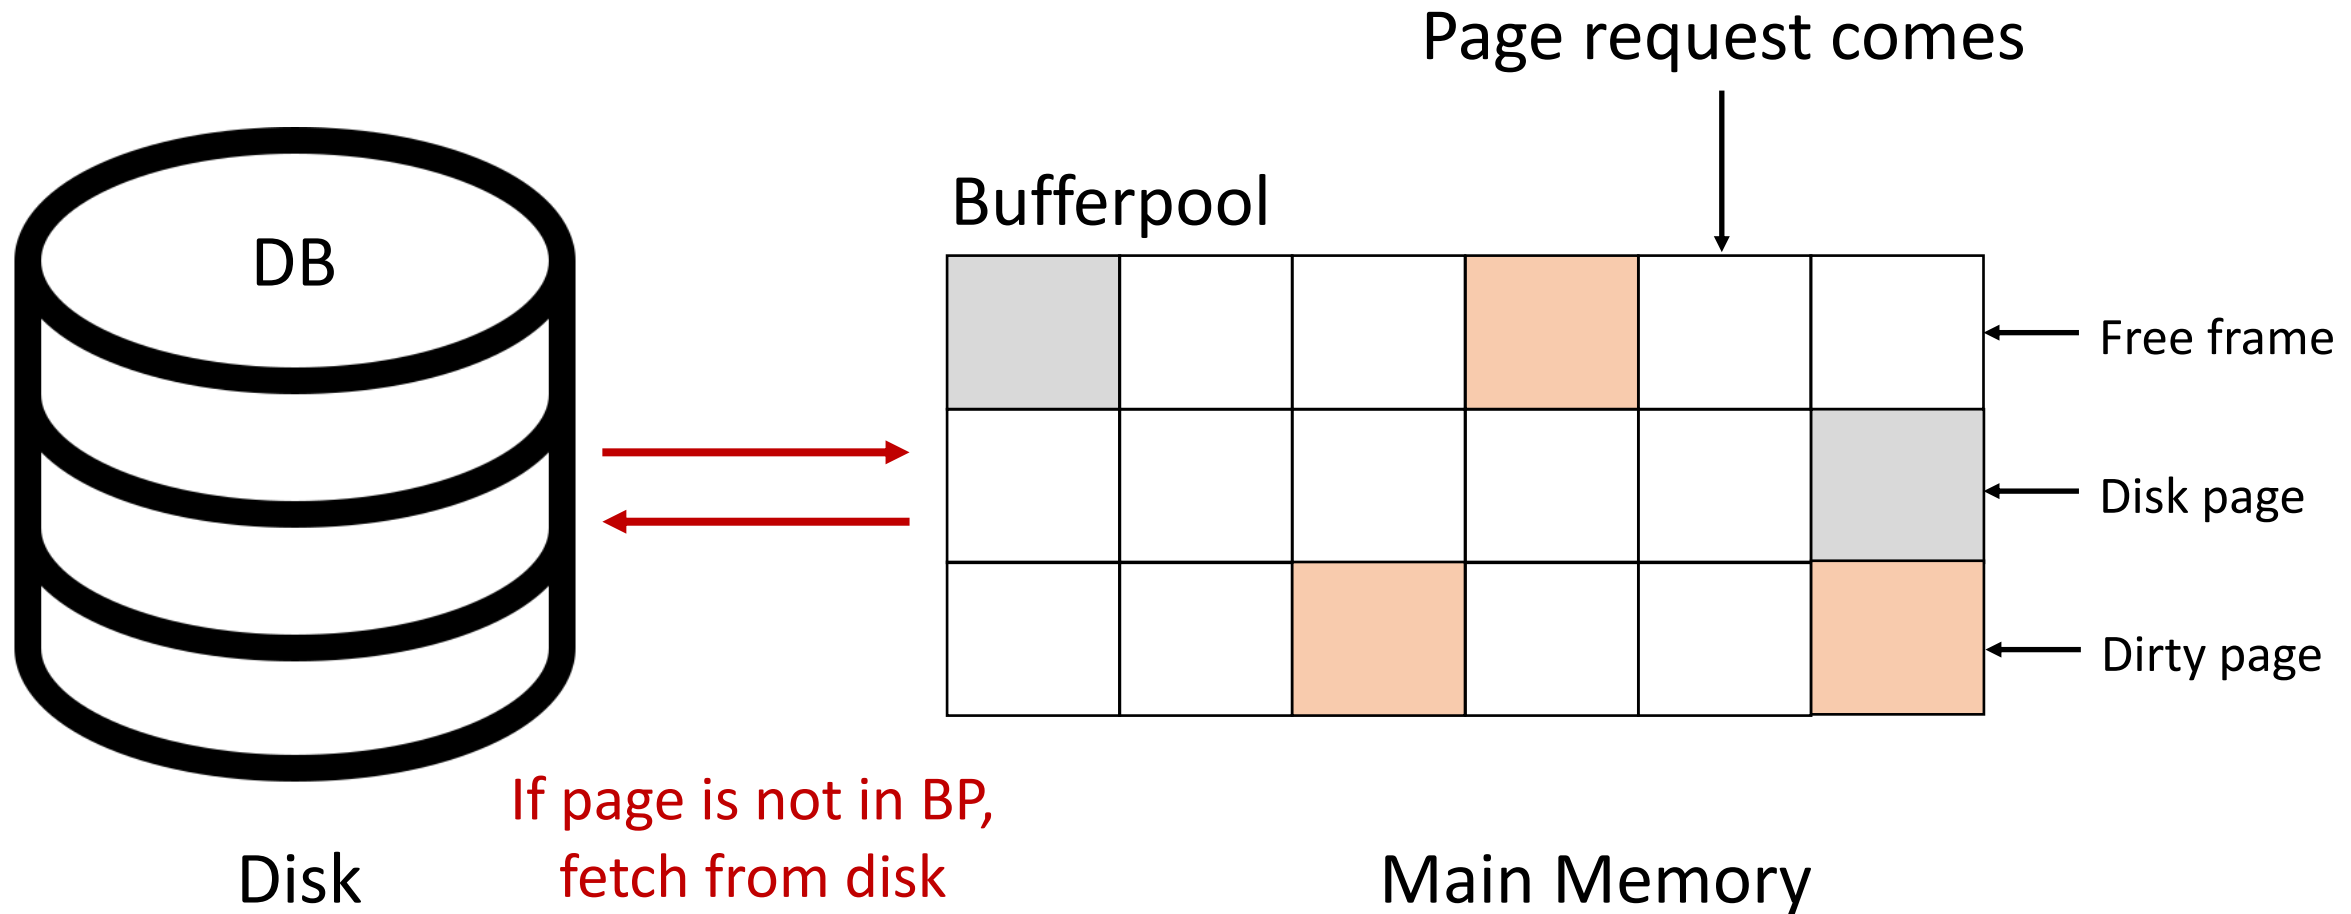 Page request comes
Bufferpool
DB
Free frame
Disk page
Dirty page
If page is not in BP,
fetch from disk
Disk
Main Memory